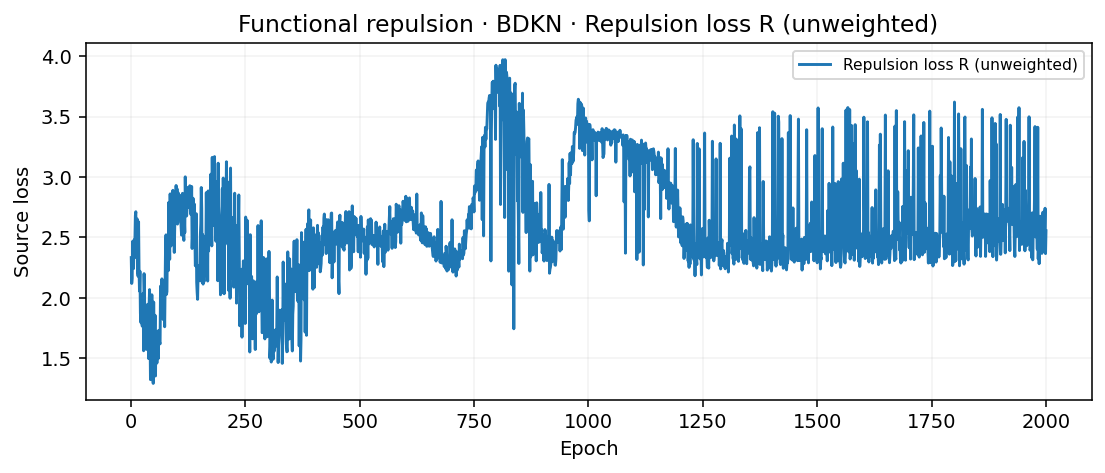 Functional repulsion · BDKN · Repulsion loss R (unweighted)
Repulsion loss R (unweighted)
Source loss
4.0
3.5
3.0
2.5
2.0
1.5
0 250 500 750 1000 1250 1500 1750 2000
Epoch